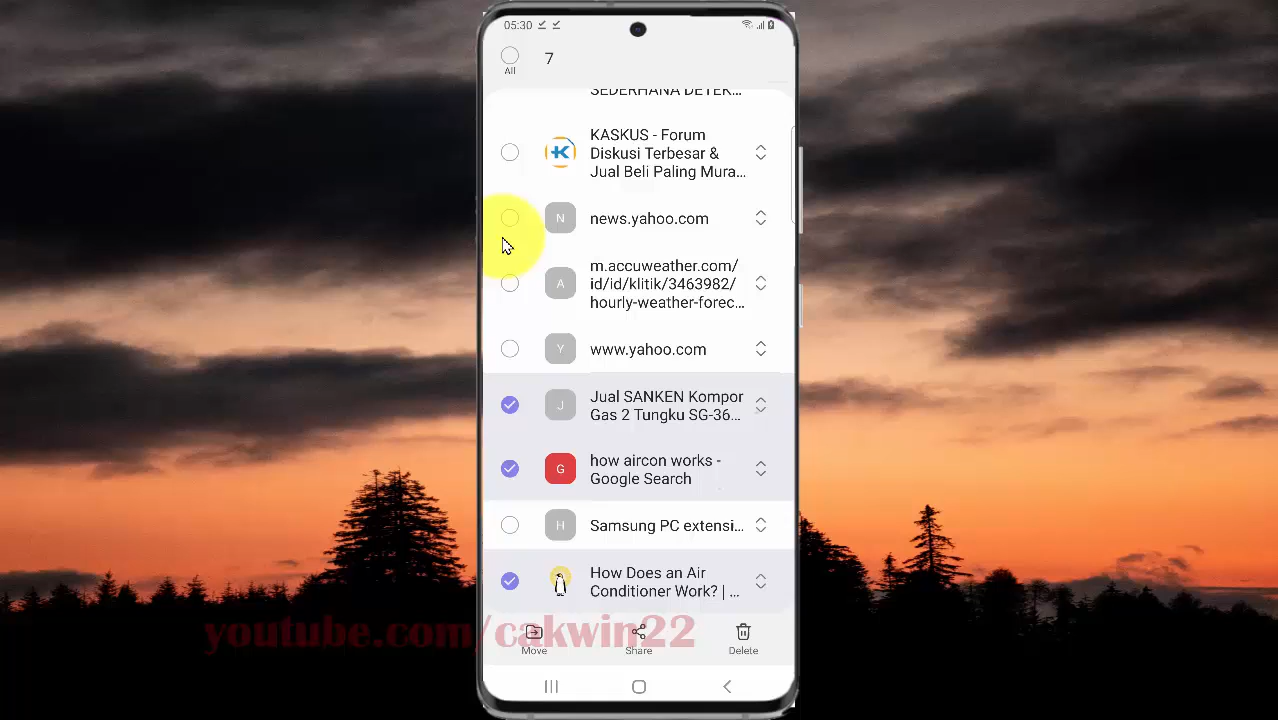 05:30
All
7
SEDERHANA DETEK...
KASKUS - Forum
Diskusi Terbesar &
Jual Beli Paling Mura...
N
news.yahoo.com
m.accuweather.com/
A
id/id/klitik/3463982/
hourly-weather-forec...
Y
www.yahoo.com
Jual SANKEN Kompor
J
Gas 2 Tungku SG-36...
how aircon works -
G
Google Search
H
Samsung PC extensi...
How Does an Air
Conditioner Work? | ...
youtube.com/cakwin22
Move
Share
Delete